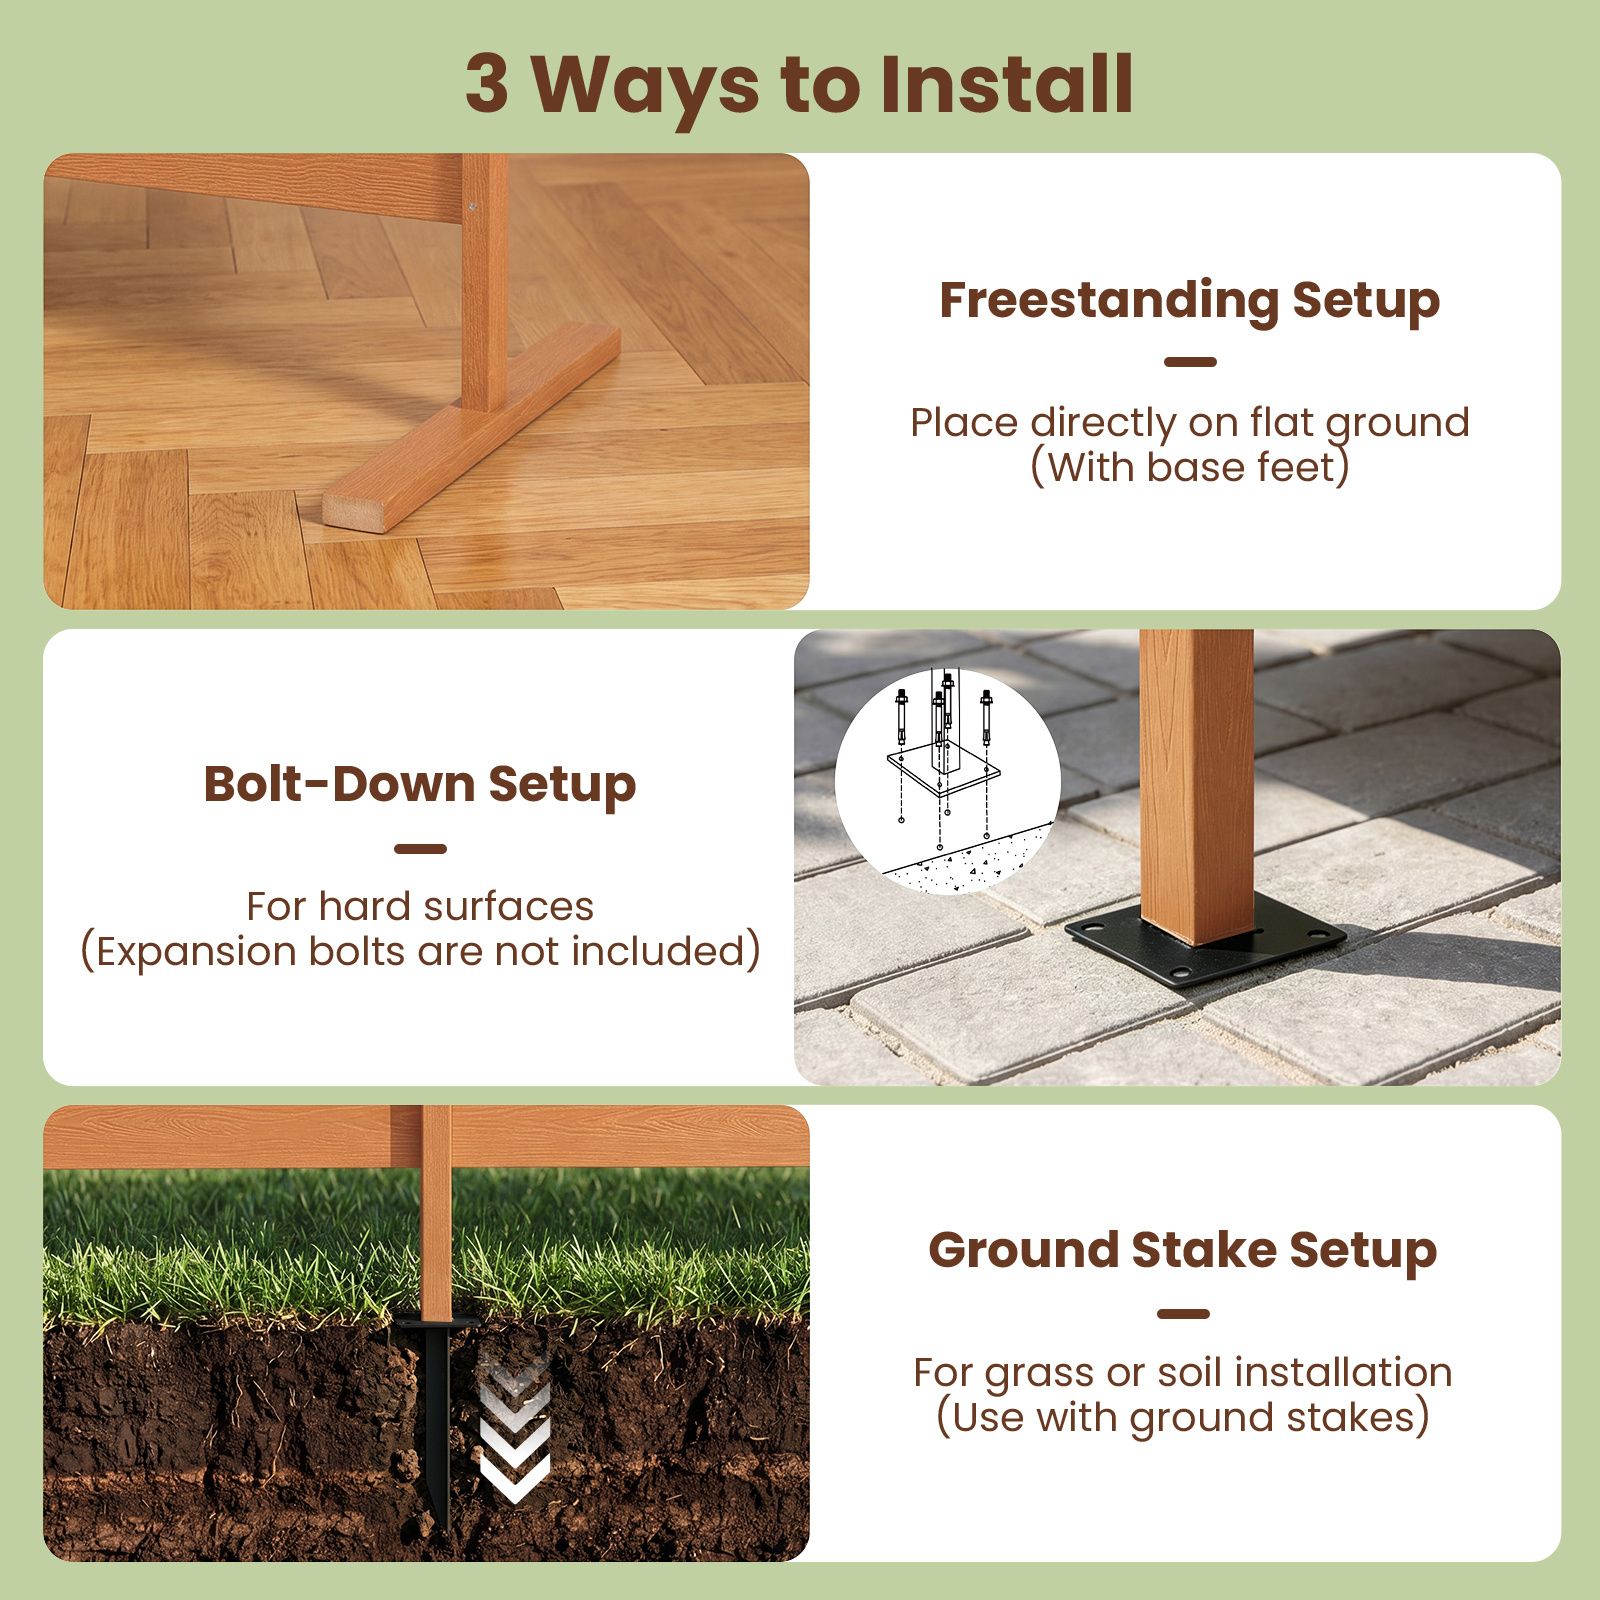 3 Ways to Install
Freestanding Setup
Place directly on flat ground
(With base feet)
Bolt-Down Setup
For hard surfaces
(Expansion bolts are not included)
Ground Stake Setup
For grass or soil installation
(Use with ground stakes)